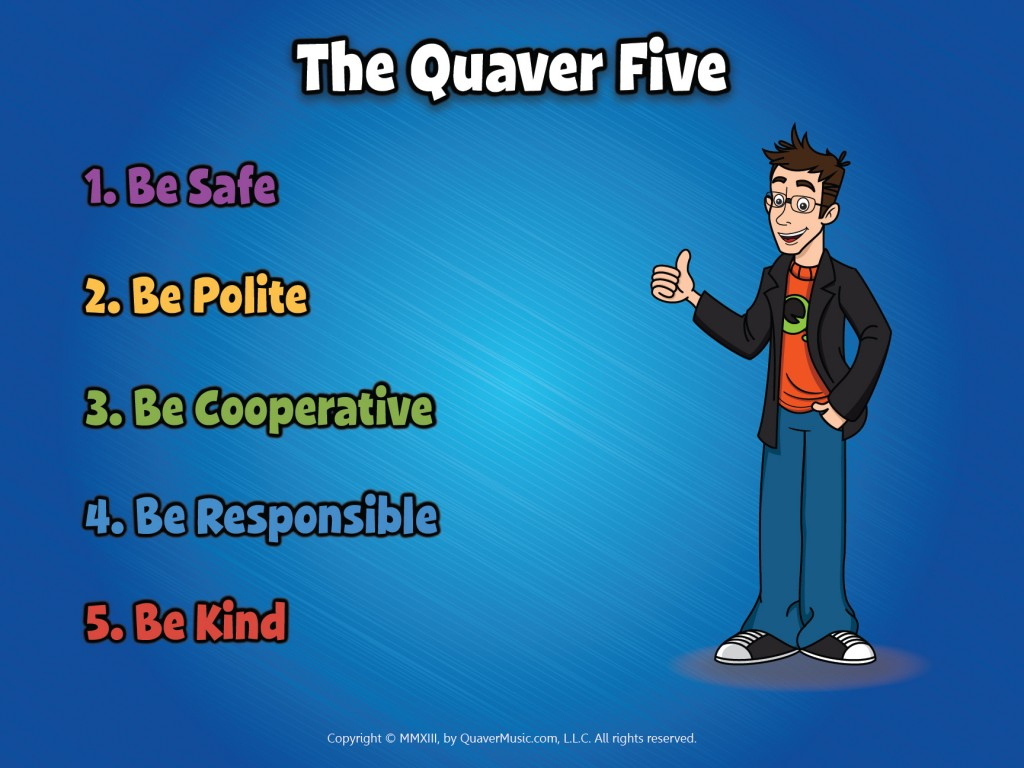 The Quaver Five
1. Be Safe
2. Be Polite
3. Be Cooperative
4. Be Responsible
5. Be Kind
Copyright © MMXIII, by QuaverMusic.com, L.L.C. All rights reserved.